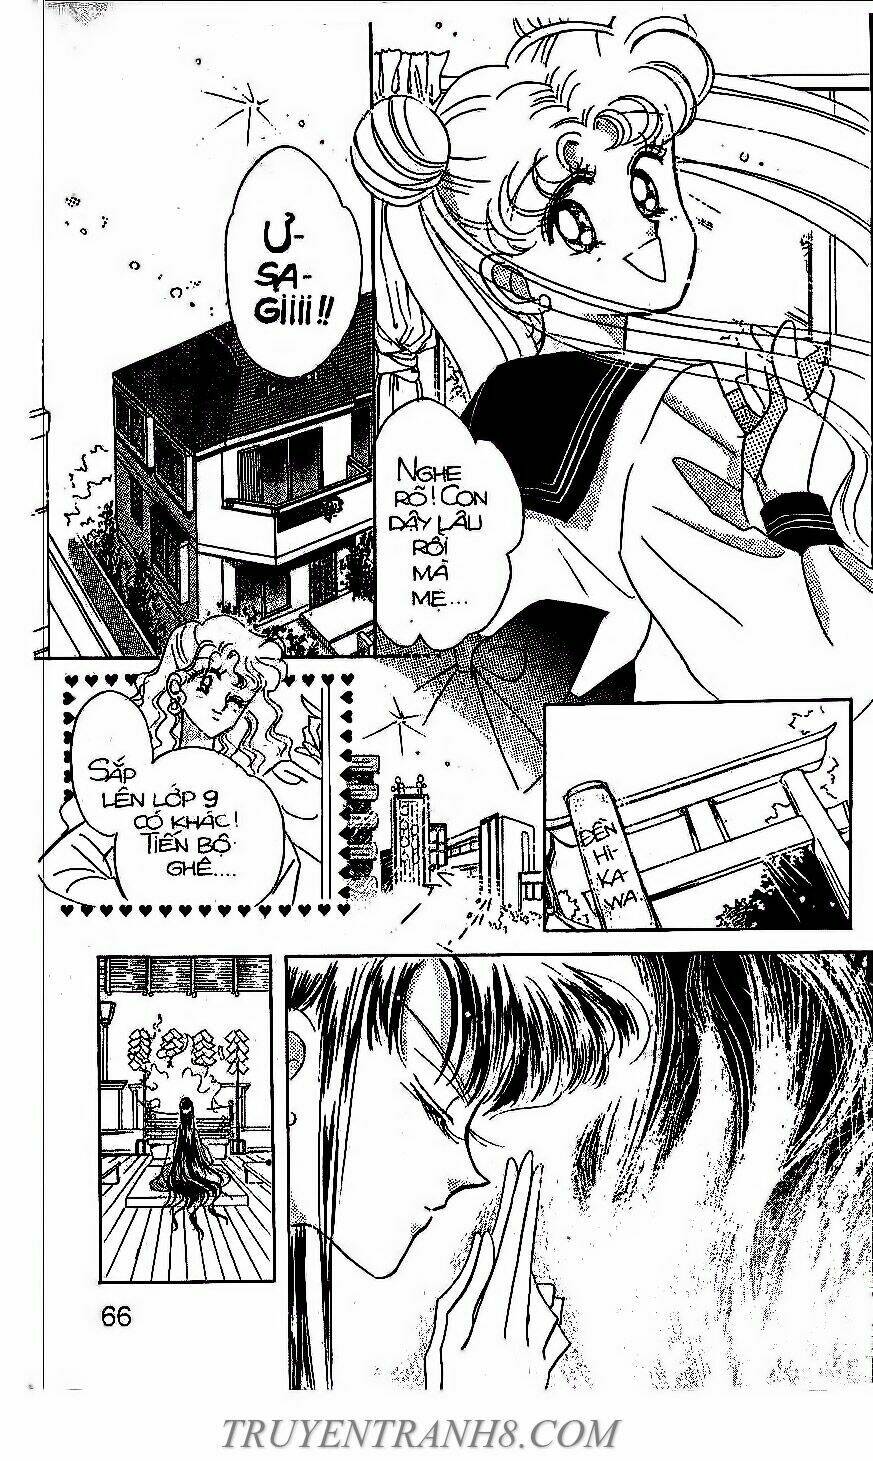 Ư-
SA-
GIIII!!
NGHE
RÕ! CON
DẬY LÂU
RỒI
MÀ
MẸ...
SẮP
LÊN LỚP 9
CÓ KHÁC!
TIẾN BỘ
GHÊ....
ĐỀN
HI-
KA-
WA.
66
TRUYENTRANH8.COM